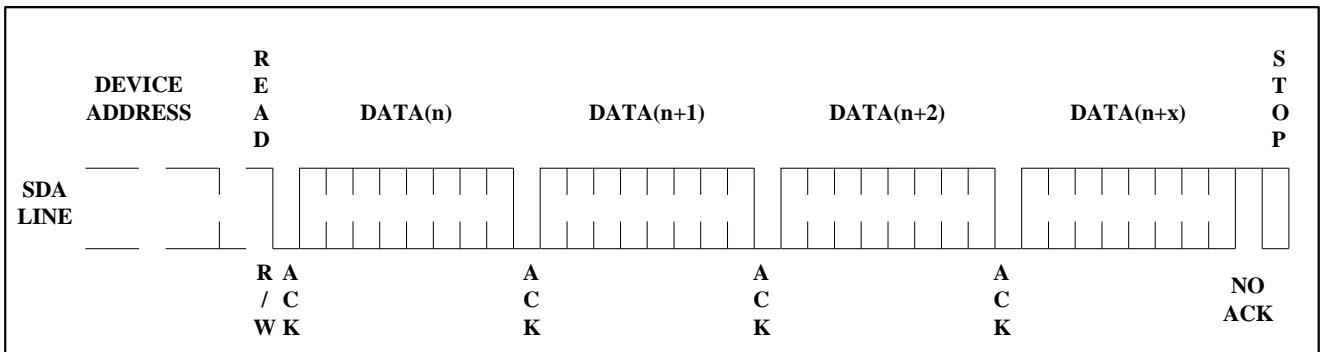 READ
STOP
DEVICE
ADDRESS
DATA(n)
DATA(n+1)
DATA(n+2)
DATA(n+x)
SDA
LINE
R/W
ACK
ACK
ACK
ACK
NO
ACK